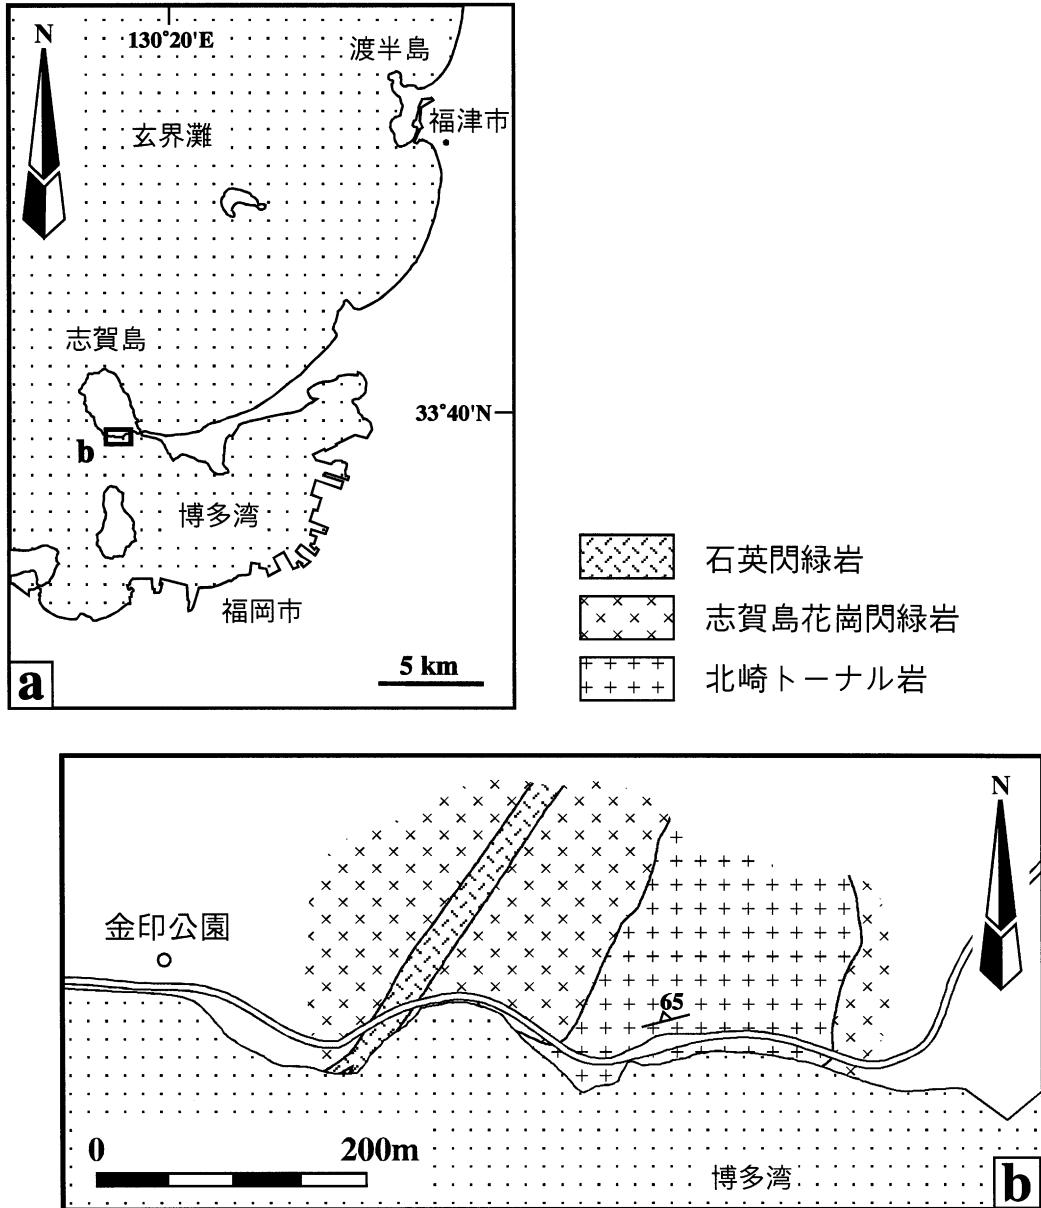 N
130°20'E
渡半島
福津市
玄界灘
志賀島
33°40'N
b
博多湾
福岡市
5 km
a
石英閃緑岩
志賀島花崗閃緑岩
北崎トーナル岩
N
金印公園
65
0
200m
博多湾
b